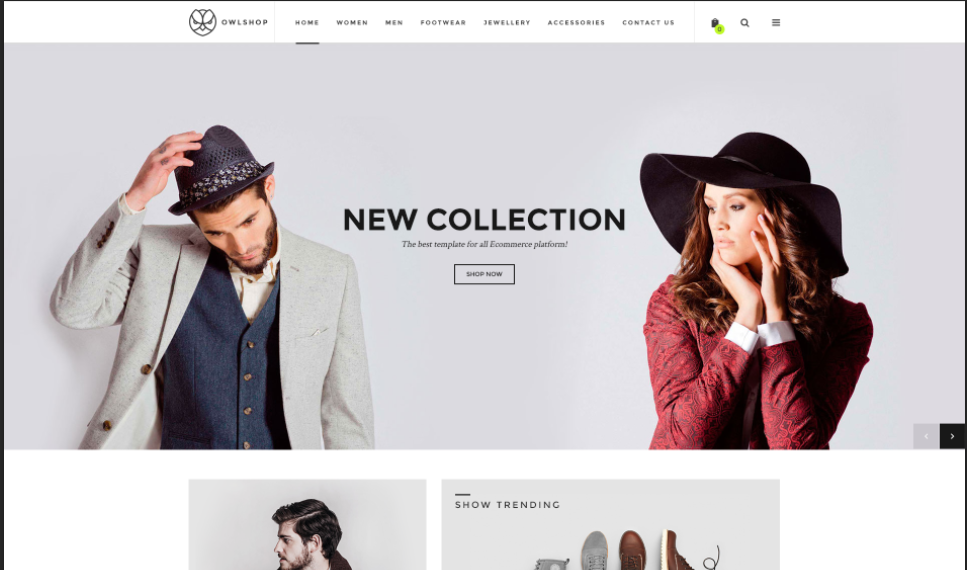 OWLSHOP
HOME WOMEN MEN FOOTWEAR JEWELLERY ACCESSORIES CONTACT US
0
NEW COLLECTION
The best template for all Ecommerce platform!
SHOP NOW
SHOW TRENDING